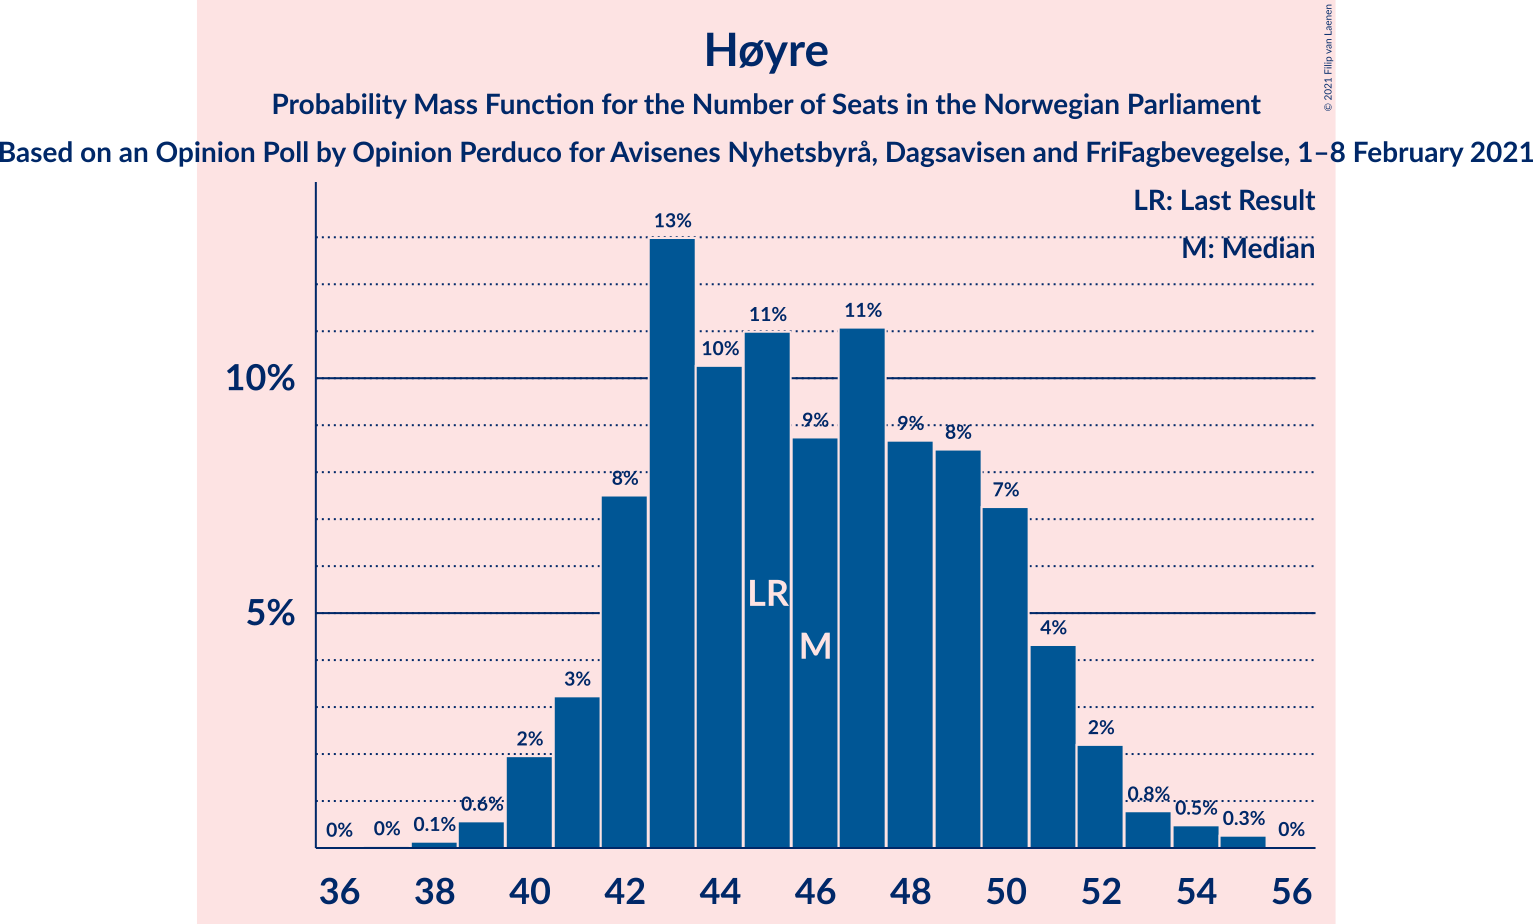 Høyre
© 2021 Filip van Laenen
Probability Mass Function for the Number of Seats in the Norwegian Parliament
Based on an Opinion Poll by Opinion Perduco for Avisenes Nyhetsbyrå, Dagsavisen and FriFagbevegelse, 1–8 February 2021
LR: Last Result
M: Median
10%
5%
0% 0% 0.1% 0.6% 2% 3% 8% 13% 10% 11% 9% 11% 9% 8% 7% 4% 2% 0.8% 0.5% 0.3% 0%
LR
M
36 38 40 42 44 46 48 50 52 54 56